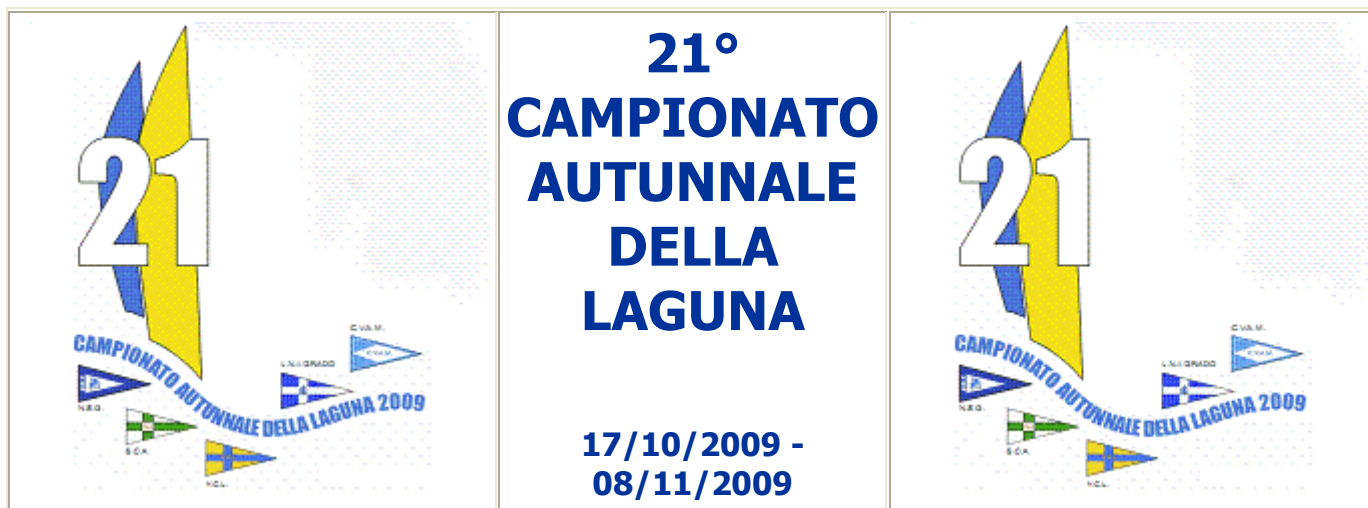 21
C.V.A.M.
CAMPIONATO AUTUNNALE DELLA LAGUNA 2009
L.N.I. GRADO
S.C.A.
Y.C.L.
21°
CAMPIONATO
AUTUNNALE
DELLA
LAGUNA
17/10/2009 -
08/11/2009
21
C.V.A.M.
CAMPIONATO AUTUNNALE DELLA LAGUNA 2009
L.N.I. GRADO
S.C.A.
Y.C.L.